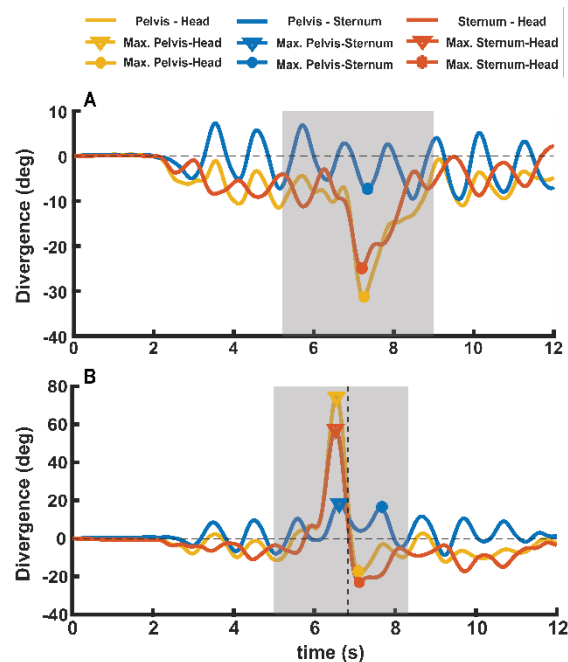 Pelvis - Head Pelvis - Sternum Sternum - Head
Max. Pelvis-Head Max. Pelvis-Sternum Max. Sternum-Head
Max. Pelvis-Head Max. Pelvis-Sternum Max. Sternum-Head
A
10
0
-10
-20
-30
-40
Divergence (deg)
0 2 4 6 8 10 12
B
80
60
40
20
0
-20
-40
Divergence (deg)
0 2 4 6 8 10 12
time (s)